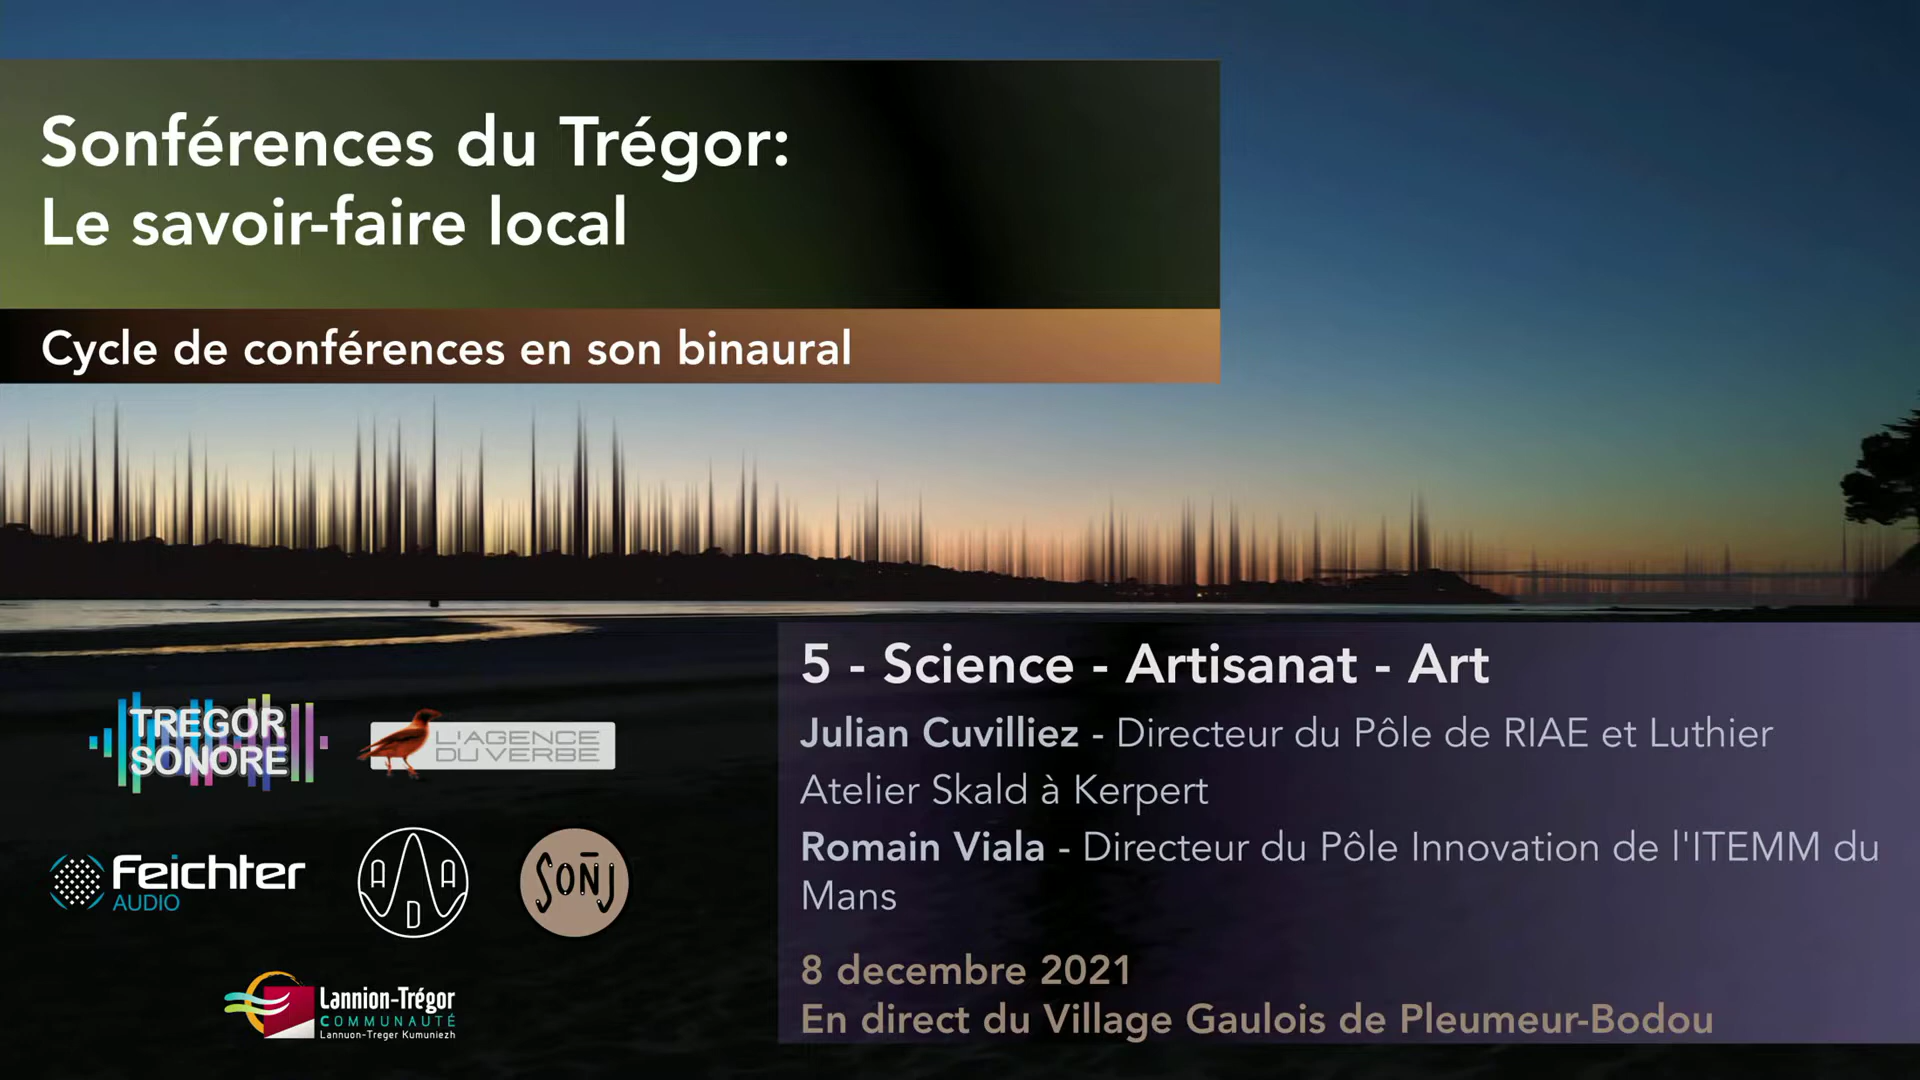 Sonférences du Trégor:
Le savoir-faire local
Cycle de conférences en son binaural
5 - Science - Artisanat - Art
Julian Cuvilliez - Directeur du Pôle de RIAE et Luthier
Atelier Skald à Kerpert
Romain Viala - Directeur du Pôle Innovation de l'ITEMM du
Mans
8 decembre 2021
En direct du Village Gaulois de Pleumeur-Bodou
TREGOR
SONORE
L'AGENCE
DU VERBE
Feichter
AUDIO
A A
D
SOÑJ
Lannion-Trégor
COMMUNAUTÉ
Lannuon-Treger Kumuniezh